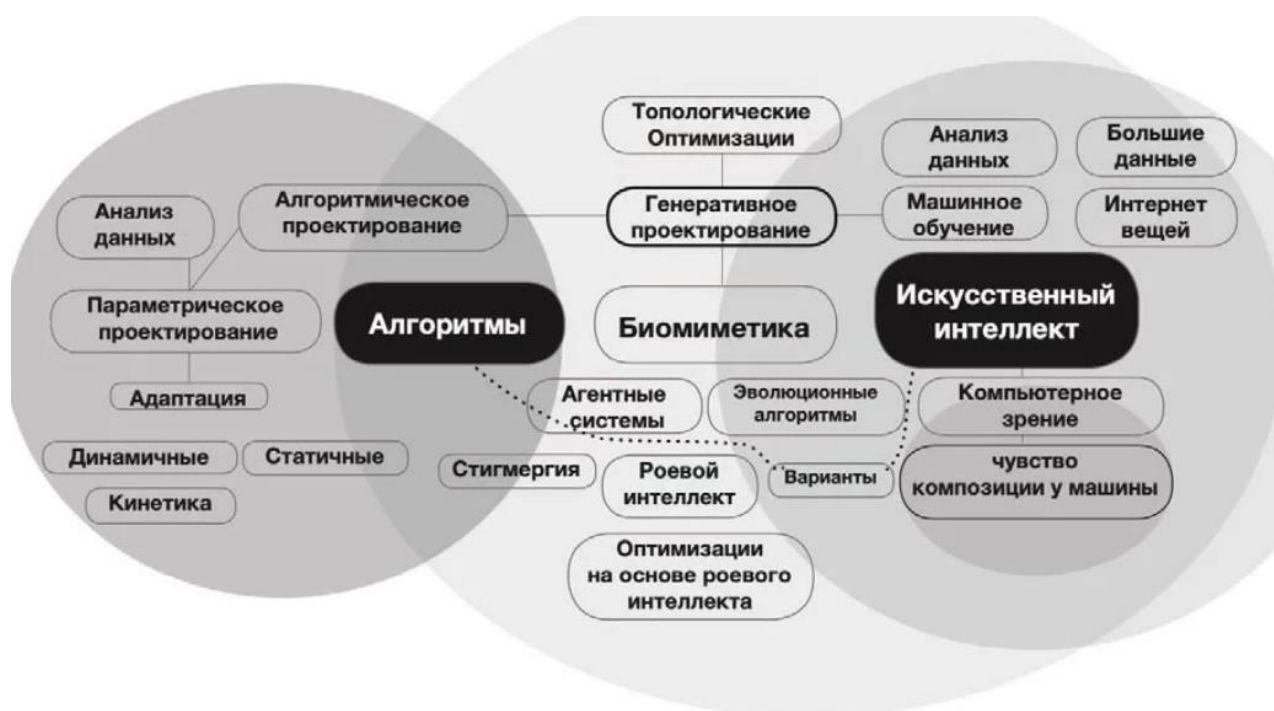 Топологические
Оптимизации
Анализ
данных
Большие
данные
Анализ
данных
Алгоритмическое
проектирование
Генеративное
проектирование
Машинное
обучение
Интернет
вещей
Параметрическое
проектирование
Алгоритмы
Биомиметика
Искусственный
интеллект
Адаптация
Агентные
системы
Эволюционные
алгоритмы
Компьютерное
зрение
Динамичные
Статичные
Стигмергия
Роевой
интеллект
Варианты
чувство
композиции у машины
Кинетика
Оптимизации
на основе роевого
интеллекта